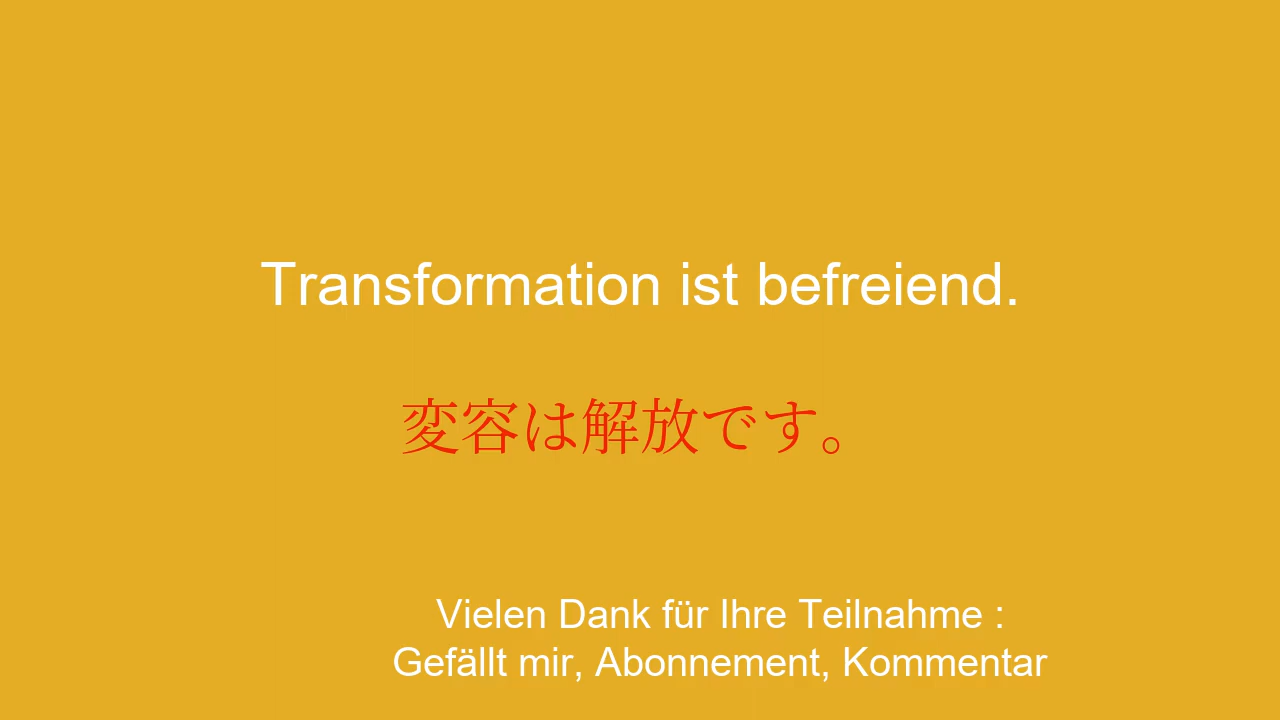 Transformation ist befreiend.
変容は解放です。
Vielen Dank für Ihre Teilnahme :
Gefällt mir, Abonnement, Kommentar